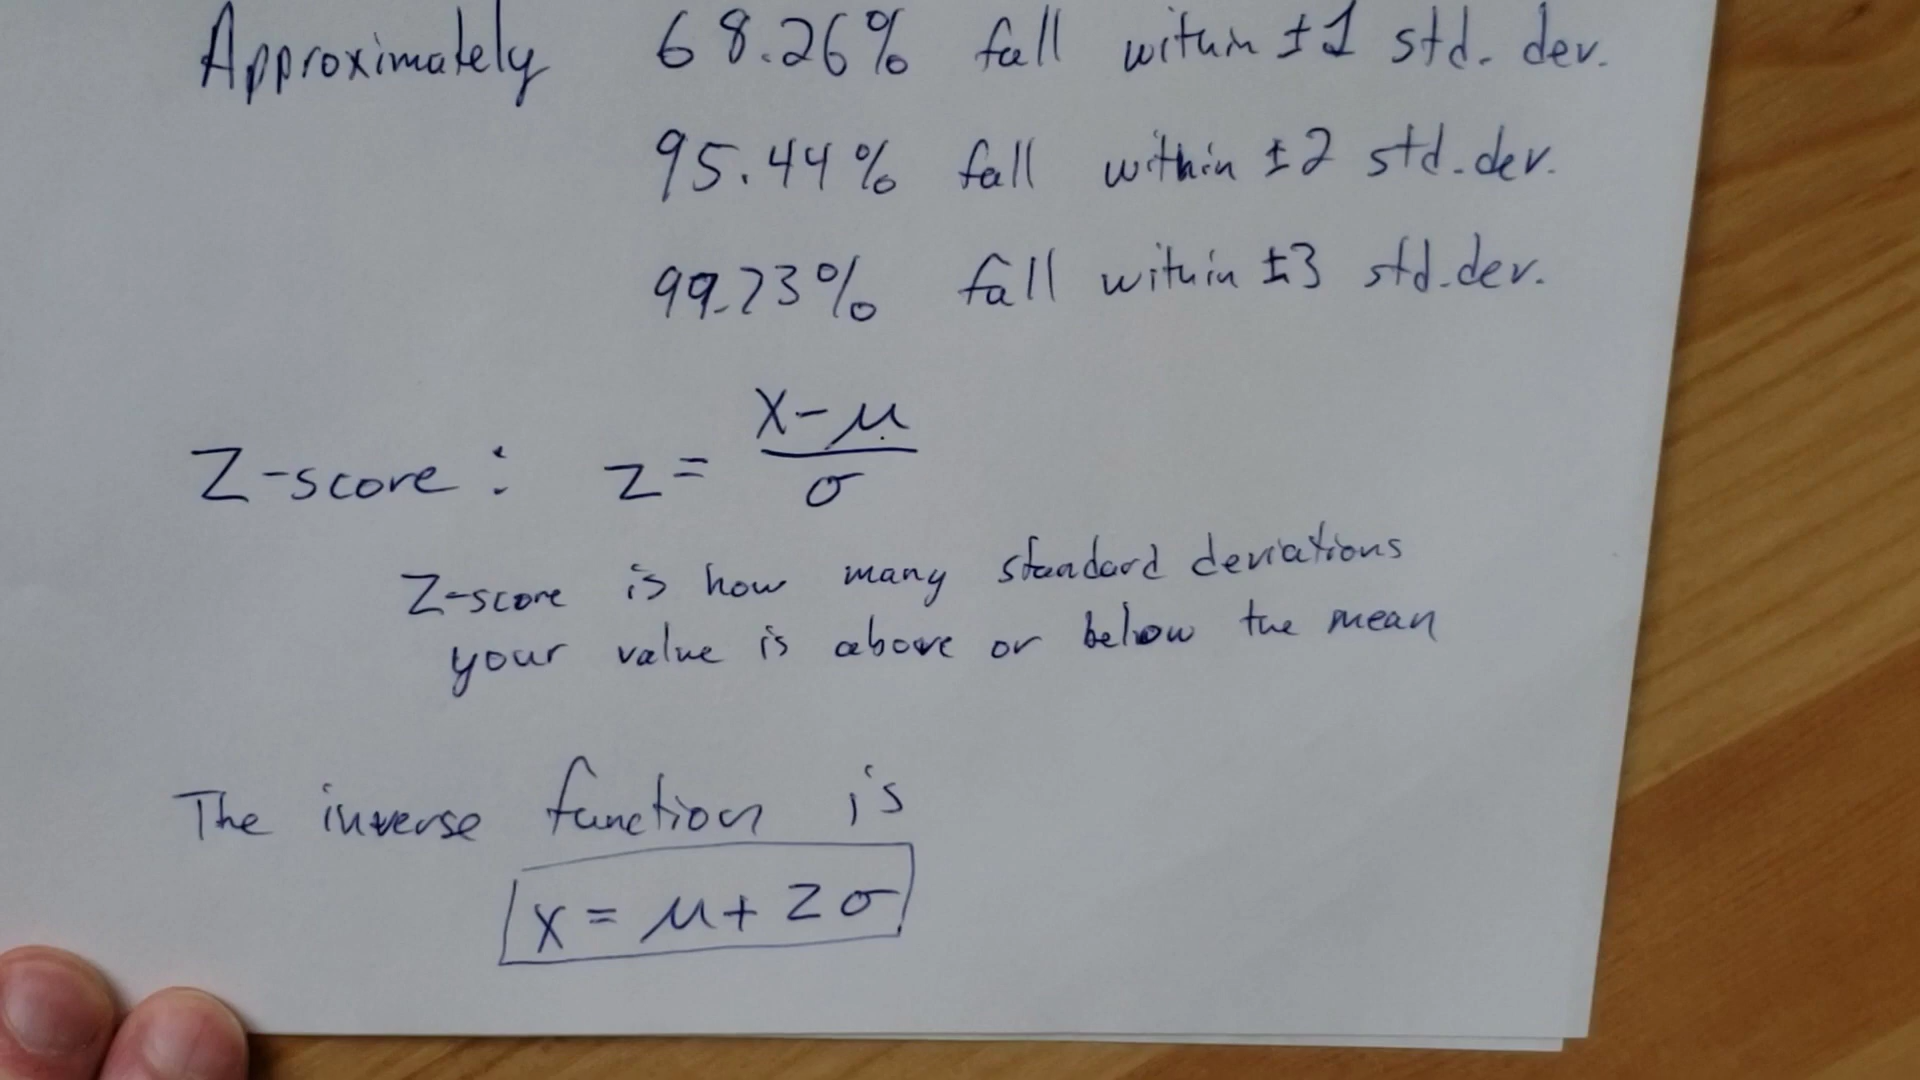 Approximately 68.26% fall within ±1 std. dev.
95.44% fall within ±2 std. dev.
99.73% fall within ±3 std. dev.
Z-score: z = (x-μ)/σ
Z-score is how many standard deviations
your value is above or below the mean
The inverse function is
x = μ + zσ